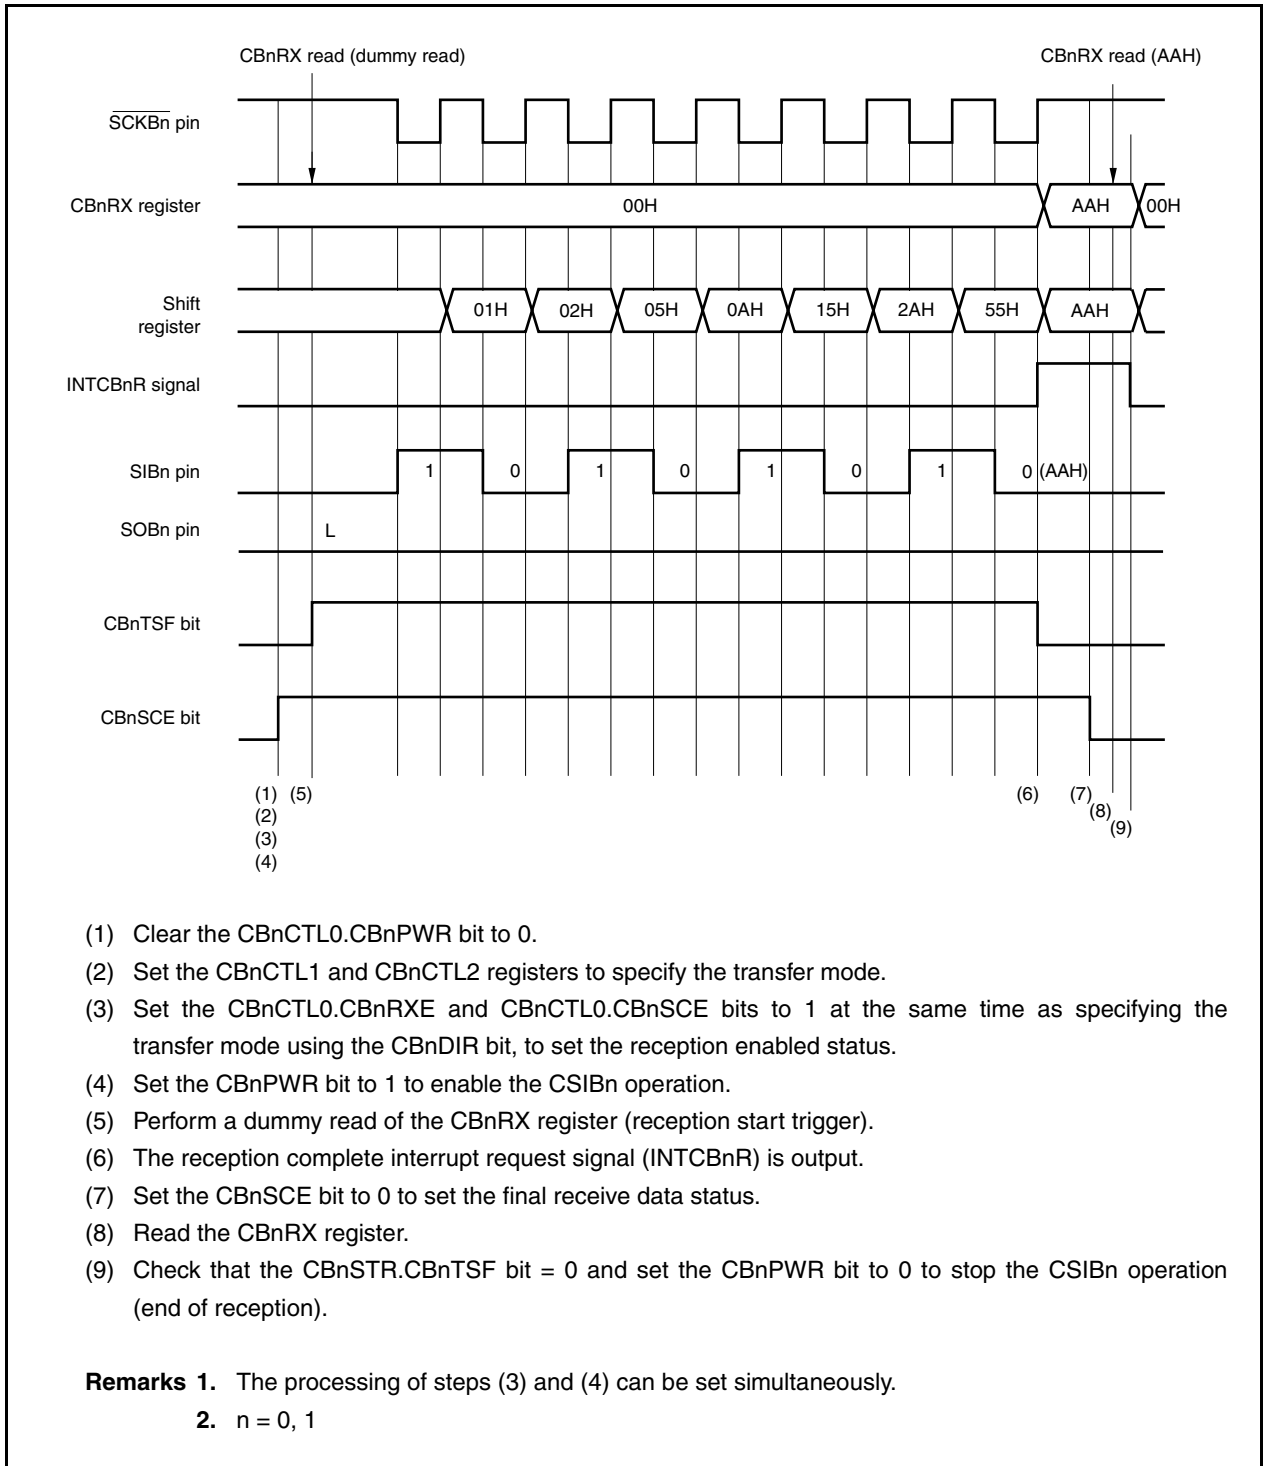 CBnRX read (dummy read) CBnRX read (AAH)
SCKBn pin
CBnRX register 00H AAH 00H
Shift register 01H 02H 05H 0AH 15H 2AH 55H AAH
INTCBnR signal
SIBn pin 1 0 1 0 1 0 1 0 (AAH)
SOBn pin L
CBnTSF bit
CBnSCE bit
(1) (5) (6) (7)
(2) (8)
(3) (9)
(4)
(1) Clear the CBnCTL0.CBnPWR bit to 0.
(2) Set the CBnCTL1 and CBnCTL2 registers to specify the transfer mode.
(3) Set the CBnCTL0.CBnRXE and CBnCTL0.CBnSCE bits to 1 at the same time as specifying the
transfer mode using the CBnDIR bit, to set the reception enabled status.
(4) Set the CBnPWR bit to 1 to enable the CSIBn operation.
(5) Perform a dummy read of the CBnRX register (reception start trigger).
(6) The reception complete interrupt request signal (INTCBnR) is output.
(7) Set the CBnSCE bit to 0 to set the final receive data status.
(8) Read the CBnRX register.
(9) Check that the CBnSTR.CBnTSF bit = 0 and set the CBnPWR bit to 0 to stop the CSIBn operation
(end of reception).
Remarks 1. The processing of steps (3) and (4) can be set simultaneously.
2. n = 0, 1